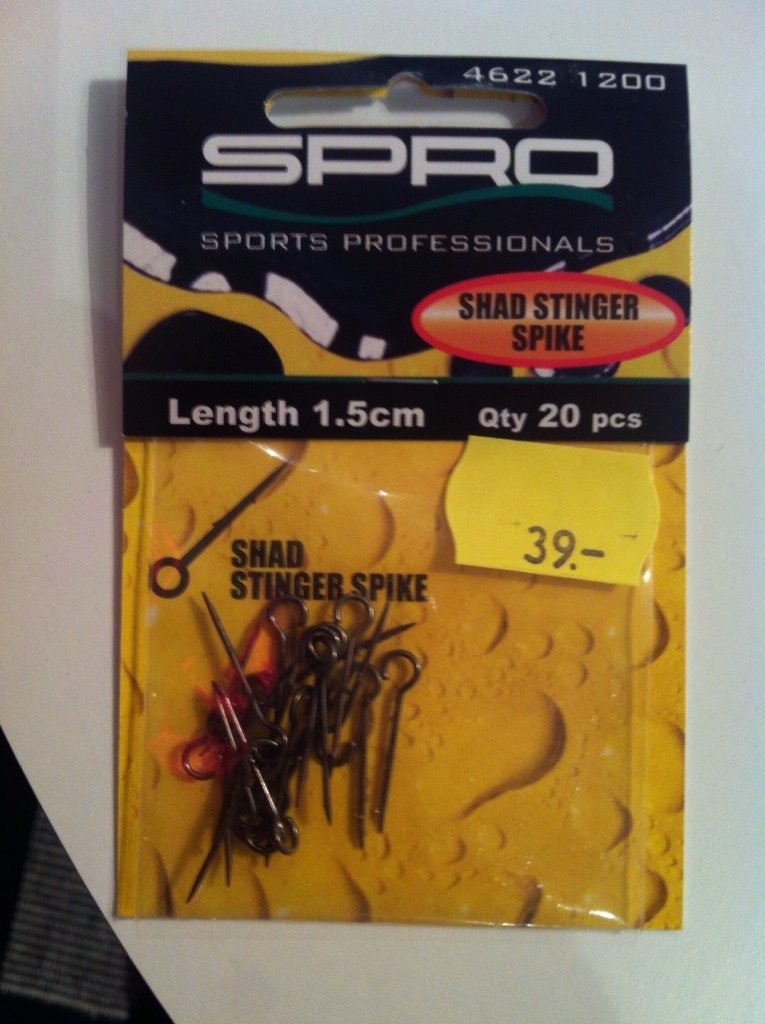 4622 1200
SPRO
SPORTS PROFESSIONALS
SHAD STINGER
SPIKE
Length 1.5cm Qty 20 pcs
39.-
SHAD
STINGER SPIKE